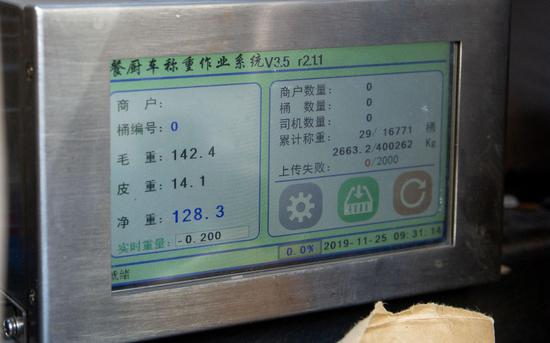 餐厨车称重作业系统V3.5 r2.1.1
商 户:
桶编号: 0
毛 重: 142.4
皮 重: 14.1
净 重: 128.3
实时重量: -0.200
商户数量: 0
桶 数量: 0
司机数量: 0
累计称重: 29/ 16771 桶
2663.2/400262 Kg
上传失败: 0/2000
就绪
0.0% 2019-11-25 09:31:14